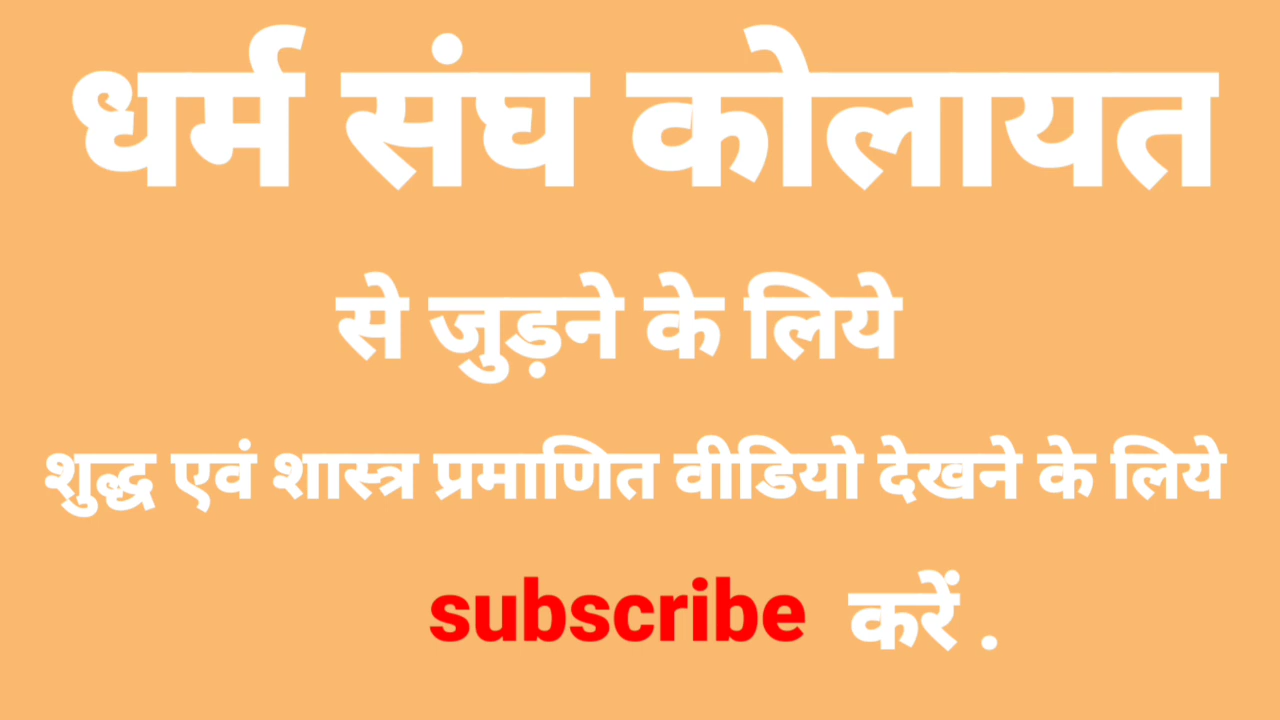 धर्म संघ कोलायत
से जुड़ने के लिये
शुद्ध एवं शास्त्र प्रमाणित वीडियो देखने के लिये
subscribe करें .